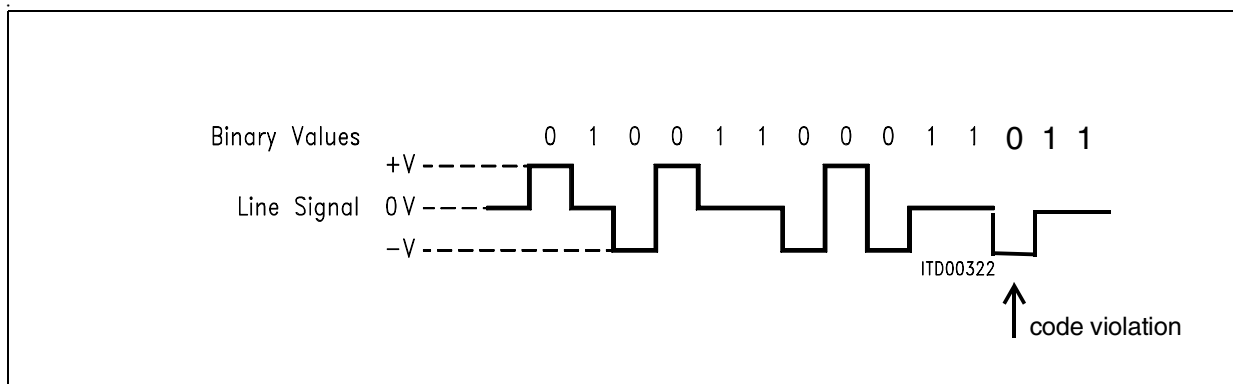 Binary Values 0 1 0 0 1 1 0 0 0 1 1 0 1 1
+V
Line Signal 0V
-V
ITD00322
code violation